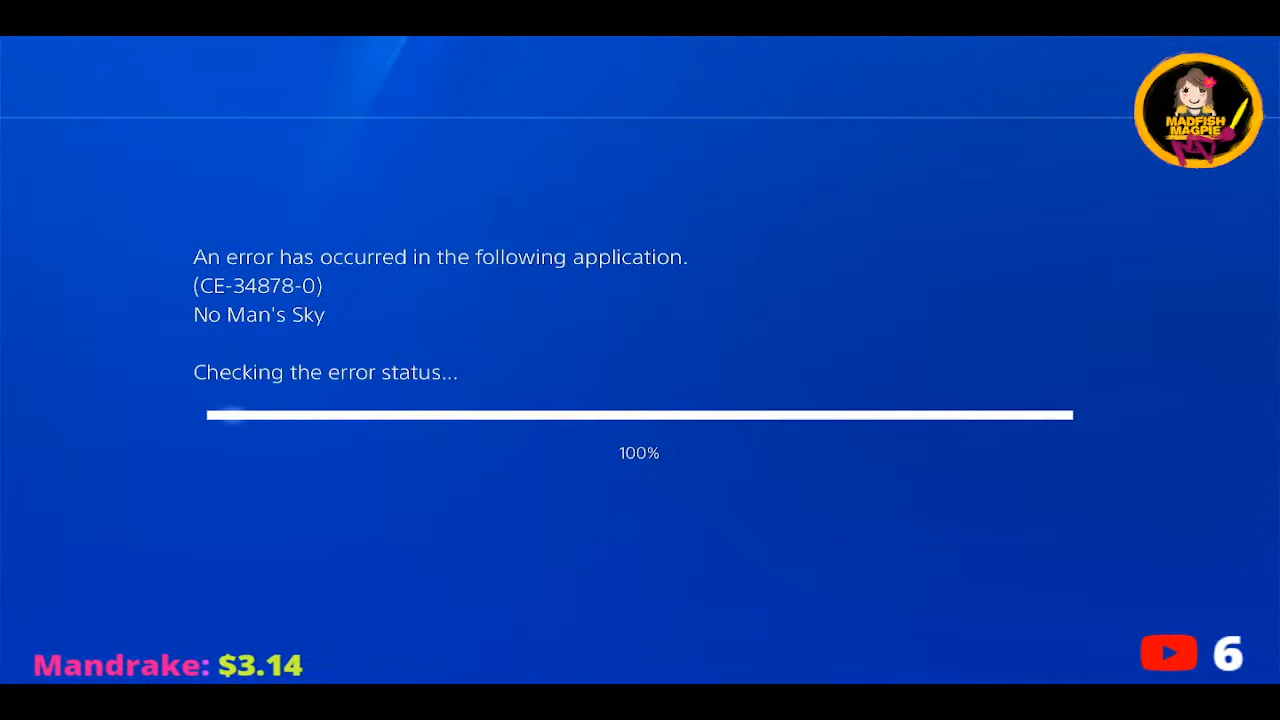 MADFISH
MAGPIE
An error has occurred in the following application.
(CE-34878-0)
No Man's Sky
Checking the error status...
100%
Mandrake: $3.14
6